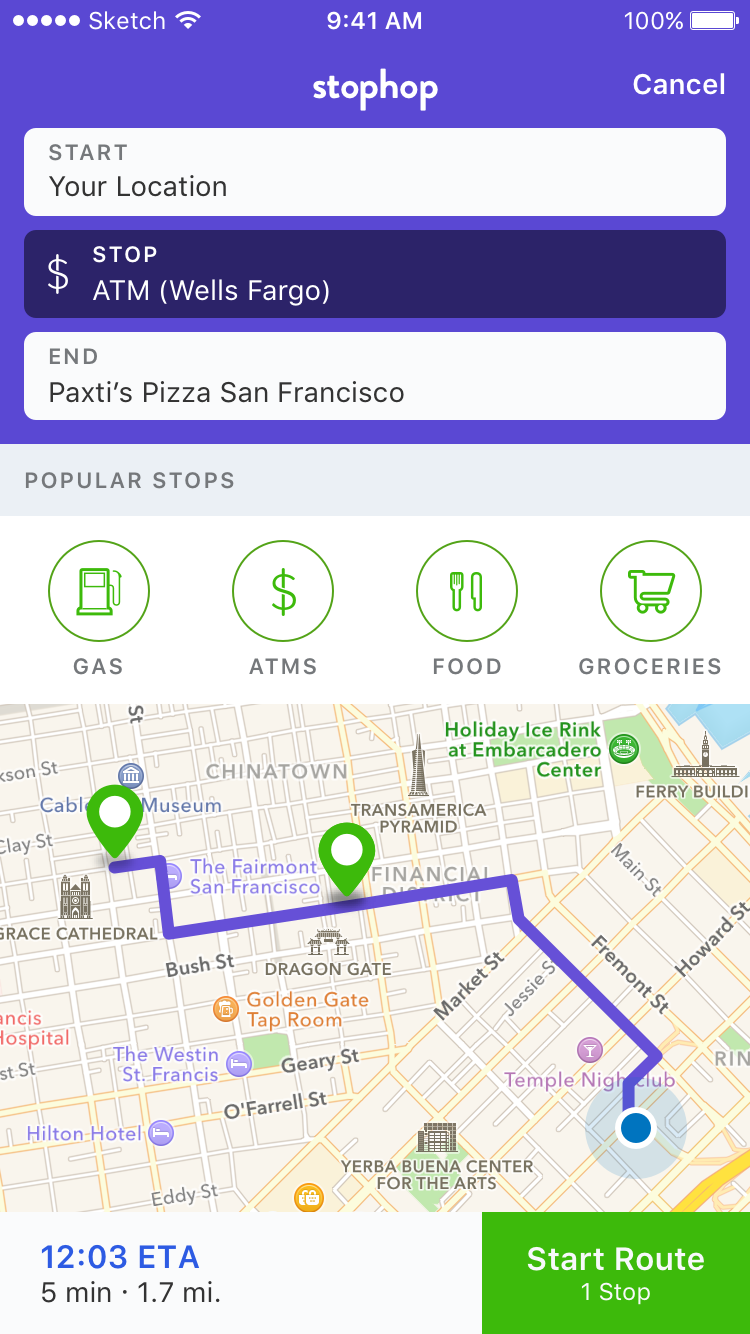 Sketch 9:41 AM 100%
stophop Cancel
START
Your Location
$ STOP
ATM (Wells Fargo)
END
Paxti’s Pizza San Francisco
POPULAR STOPS
$
GAS ATMS FOOD GROCERIES
St
Holiday Ice Rink
at Embarcadero
Center
kson St
CHINATOWN
FERRY BUILDI
Cable Museum
TRANSAMERICA
PYRAMID
Clay St
The Fairmont
San Francisco
FINANCIAL
DISTRICT
Main St
GRACE CATHEDRAL
Howard St
Bush St
DRAGON GATE
Market St
Jessie S
Fremont St
Golden Gate
Tap Room
ancis
Hospital
The Westin
St. Francis
Geary St
RIN
st St
Temple Nightclub
O'Farrell St
Hilton Hotel
YERBA BUENA CENTER
FOR THE ARTS
Eddy St
12:03 ETA
5 min · 1.7 mi.
Start Route
1 Stop